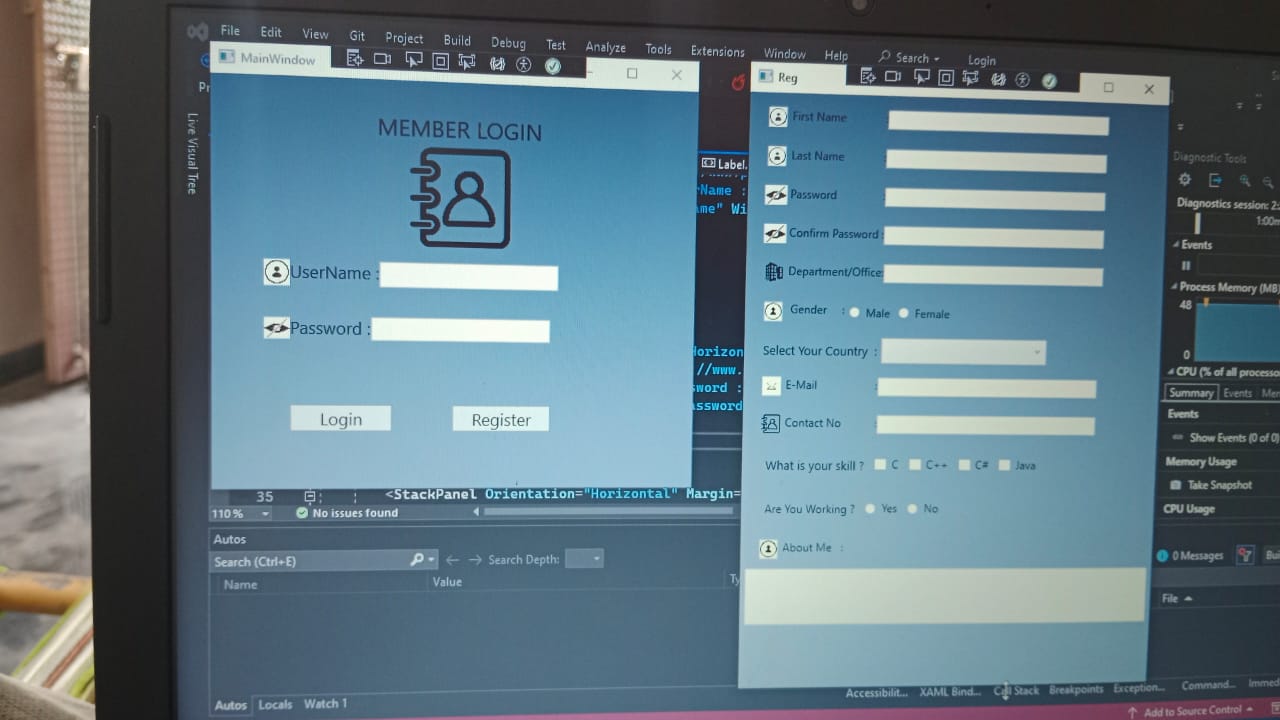 File Edit View Git Project Build Debug Test Analyze Tools Extensions Window Help Search Login
MainWindow
MEMBER LOGIN
UserName :
Password :
Login Register
Live Visual Tree
Label.
Name :
me" Wi
Horizon
//www.
sword :
assword
35 <StackPanel Orientation="Horizontal" Margin=
110 % No issues found
Autos
Search (Ctrl+E) Search Depth:
Name Value Ty
Autos Locals Watch 1
Reg
First Name
Last Name
Password
Confirm Password :
Department/Office:
Gender : Male Female
Select Your Country :
E-Mail
Contact No
What is your skill ? C C++ C# Java
Are You Working ? Yes No
About Me :
Diagnostic Tools
Diagnostics session: 2:
1:00m
Events
Process Memory (MB)
48
0
CPU (% of all processo
Summary Events Mem
Events
Show Events (0 of 0)
Memory Usage
Take Snapshot
CPU Usage
0 Messages Bui
File
Accessibilit... XAML Bind... Call Stack Breakpoints Exception... Command... Immed
Add to Source Control